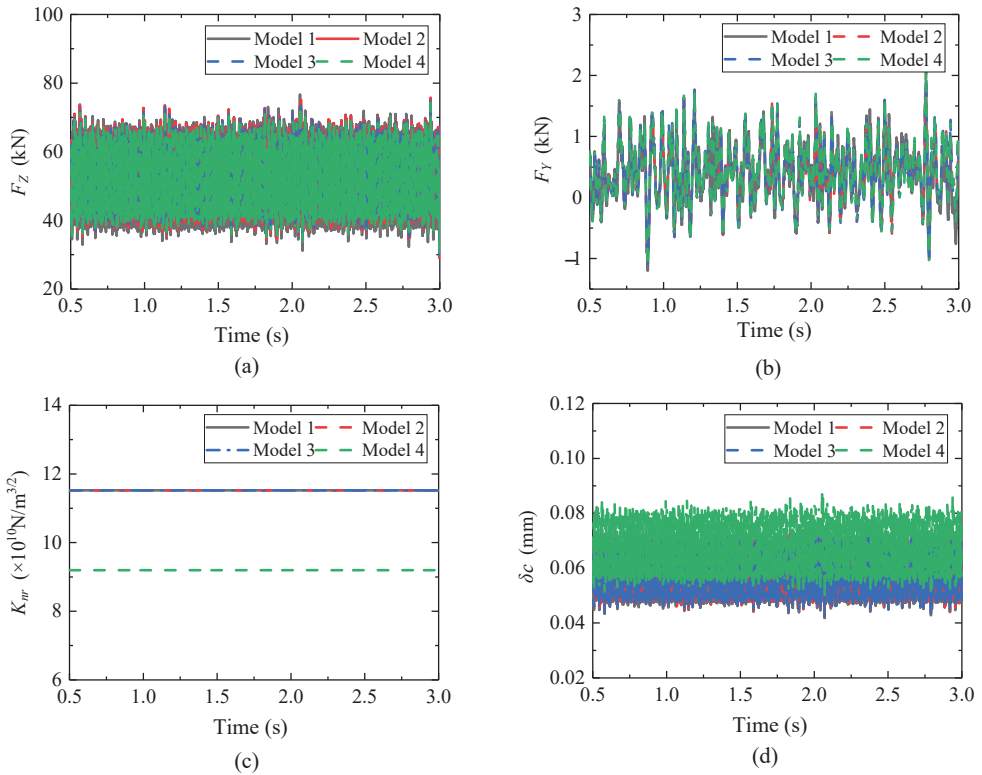 100
80
60
40
20
F_Z (kN)
Model 1 Model 2
Model 3 Model 4
0.5 1.0 1.5 2.0 2.5 3.0
Time (s)
(a)
3
2
1
0
1
F_Y (kN)
Model 1 Model 2
Model 3 Model 4
0.5 1.0 1.5 2.0 2.5 3.0
Time (s)
(b)
14
12
10
8
6
K_{nr} (×10^{10}N/m^{3/2})
Model 1 Model 2
Model 3 Model 4
0.5 1.0 1.5 2.0 2.5 3.0
Time (s)
(c)
0.12
0.10
0.08
0.06
0.04
0.02
δc (mm)
Model 1 Model 2
Model 3 Model 4
0.5 1.0 1.5 2.0 2.5 3.0
Time (s)
(d)